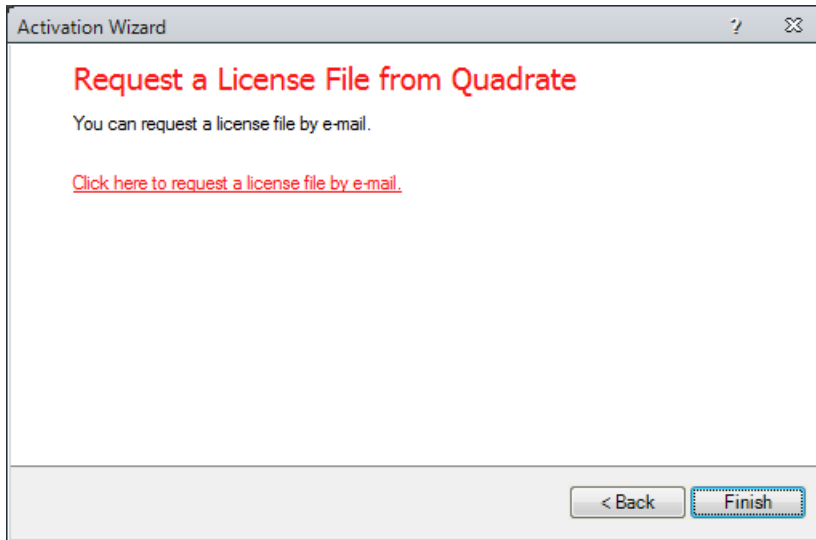 Activation Wizard
Request a License File from Quadrate
You can request a license file by e-mail.
Click here to request a license file by e-mail.
< Back
Finish